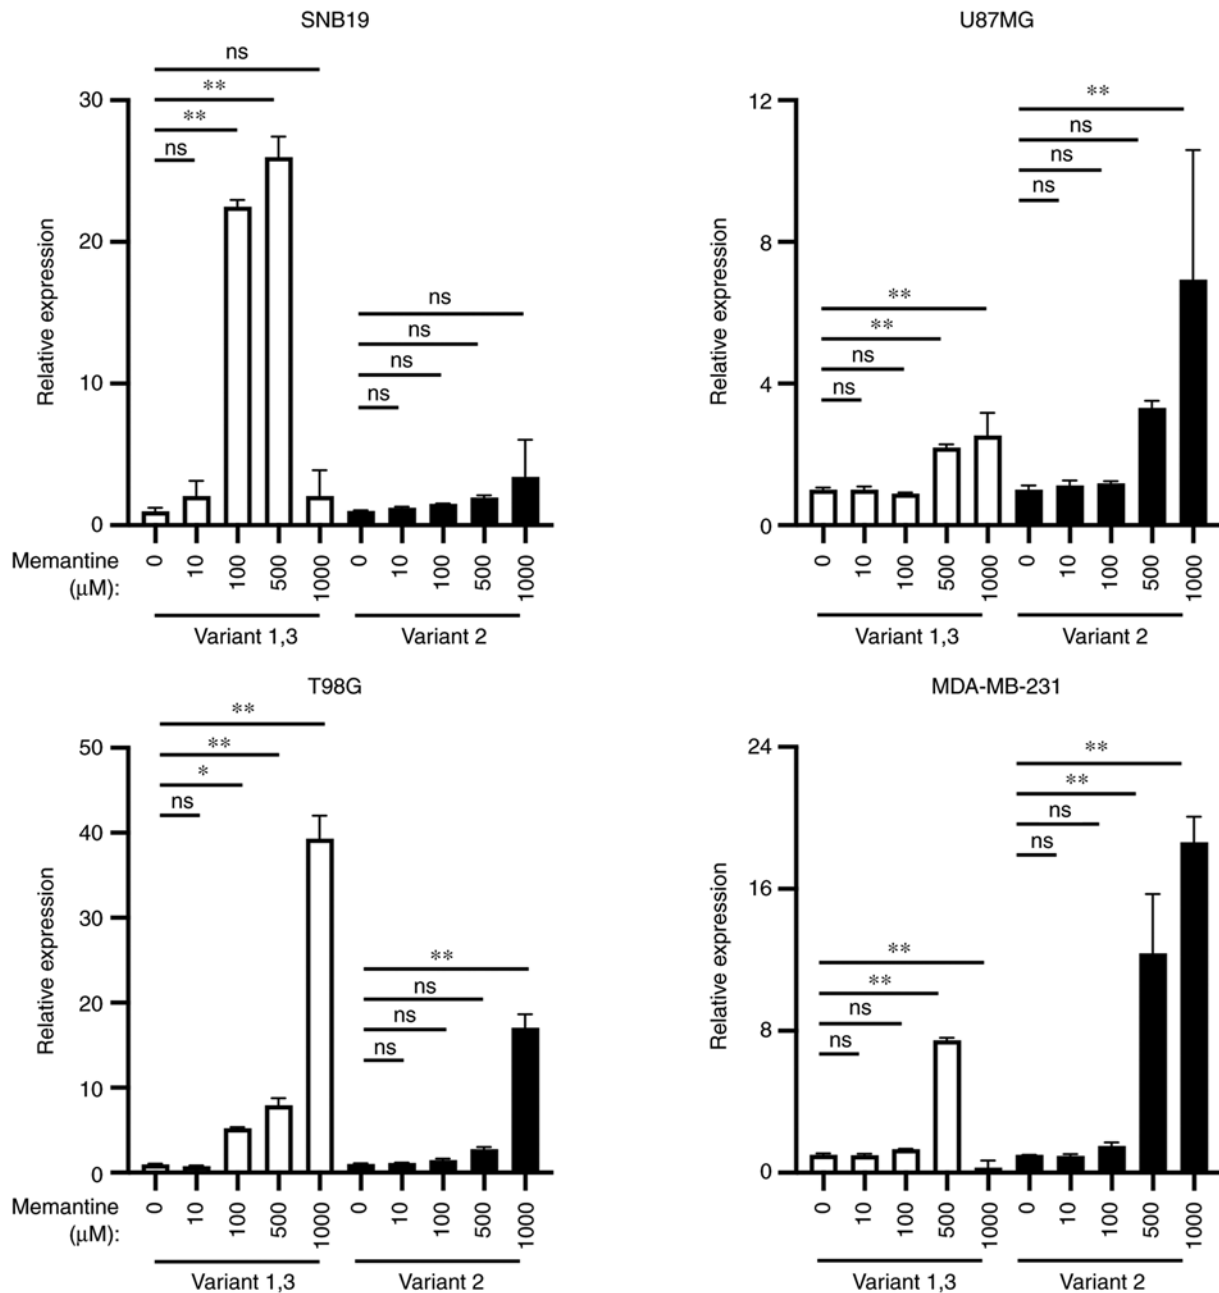 SNB19
ns
**
**
ns
30
20
10
0
Relative expression
ns
ns
ns
ns
Memantine
(μM):
0 10 100 500 1000 0 10 100 500 1000
Variant 1,3 Variant 2
U87MG
12
8
4
0
Relative expression
**
**
ns
ns
**
ns
ns
ns
0 10 100 500 1000 0 10 100 500 1000
Variant 1,3 Variant 2
T98G
**
**
*
ns
50
40
30
20
10
0
Relative expression
**
ns
ns
ns
Memantine
(μM):
0 10 100 500 1000 0 10 100 500 1000
Variant 1,3 Variant 2
MDA-MB-231
24
16
8
0
Relative expression
**
**
ns
ns
**
**
ns
ns
0 10 100 500 1000 0 10 100 500 1000
Variant 1,3 Variant 2